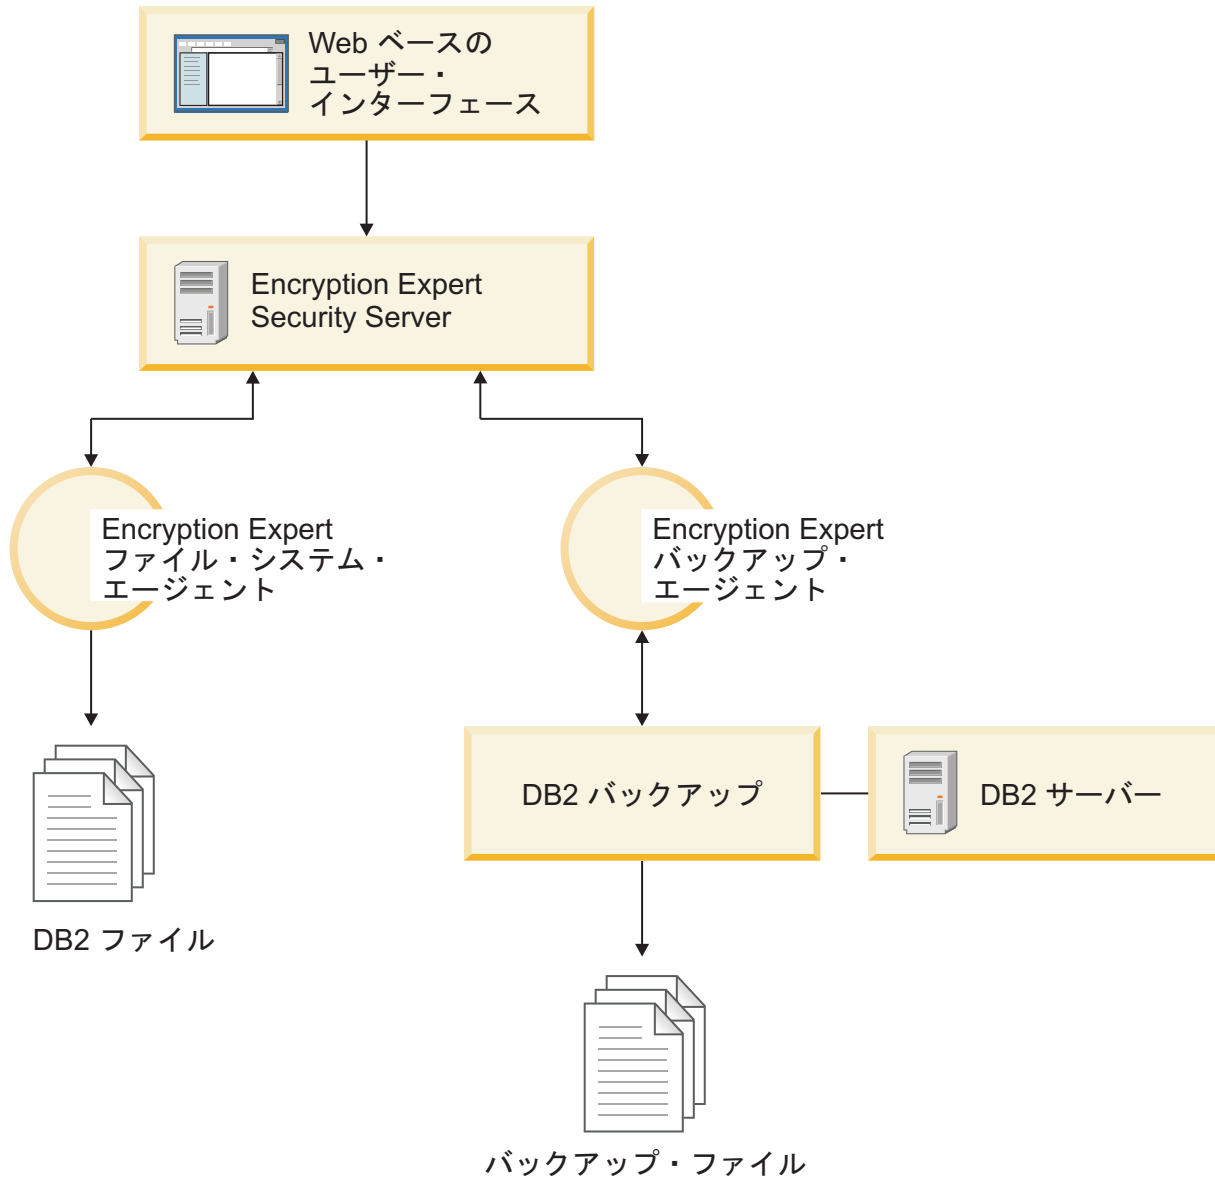 Web ベースの
ユーザー・
インターフェース
Encryption Expert
Security Server
Encryption Expert
ファイル・システム・
エージェント
Encryption Expert
バックアップ・
エージェント
DB2 バックアップ
DB2 サーバー
DB2 ファイル
バックアップ・ファイル